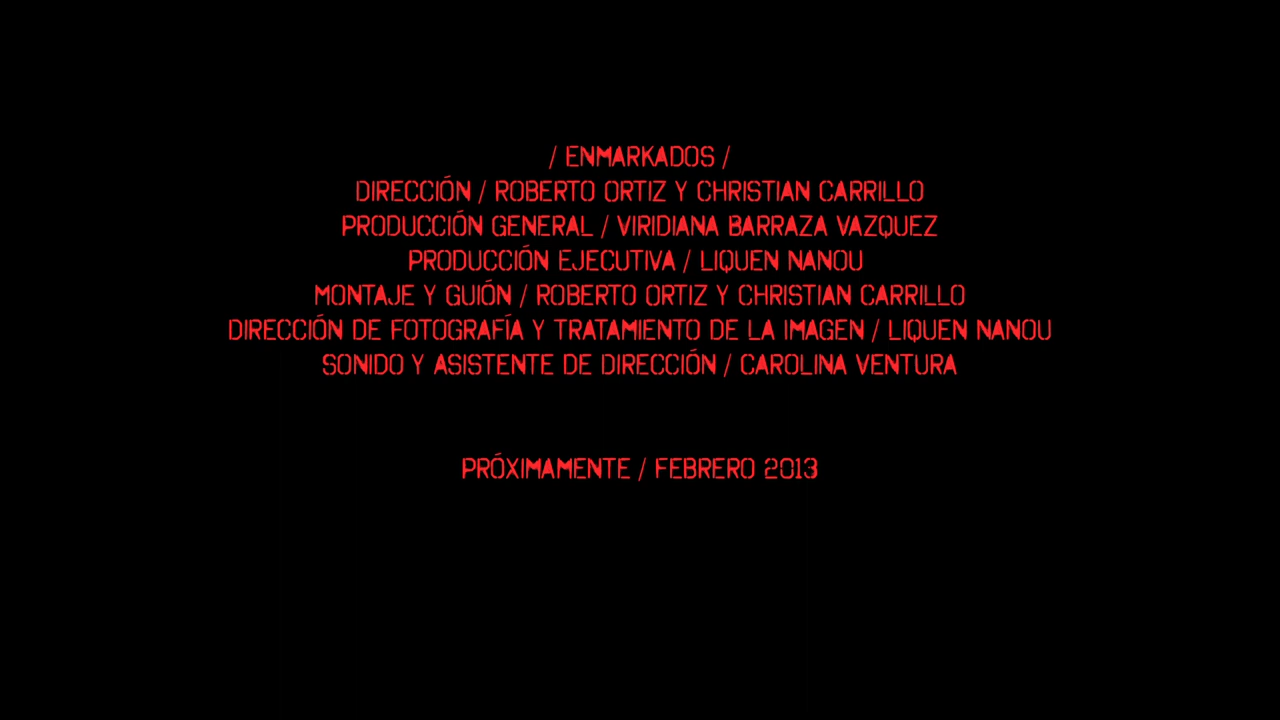 / ENMARKADOS /
DIRECCIÓN / ROBERTO ORTIZ Y CHRISTIAN CARRILLO
PRODUCCIÓN GENERAL / VIRIDIANA BARRAZA VAZQUEZ
PRODUCCIÓN EJECUTIVA / LIQUEN NANOU
MONTAJE Y GUIÓN / ROBERTO ORTIZ Y CHRISTIAN CARRILLO
DIRECCIÓN DE FOTOGRAFÍA Y TRATAMIENTO DE LA IMAGEN / LIQUEN NANOU
SONIDO Y ASISTENTE DE DIRECCIÓN / CAROLINA VENTURA
PRÓXIMAMENTE / FEBRERO 2013